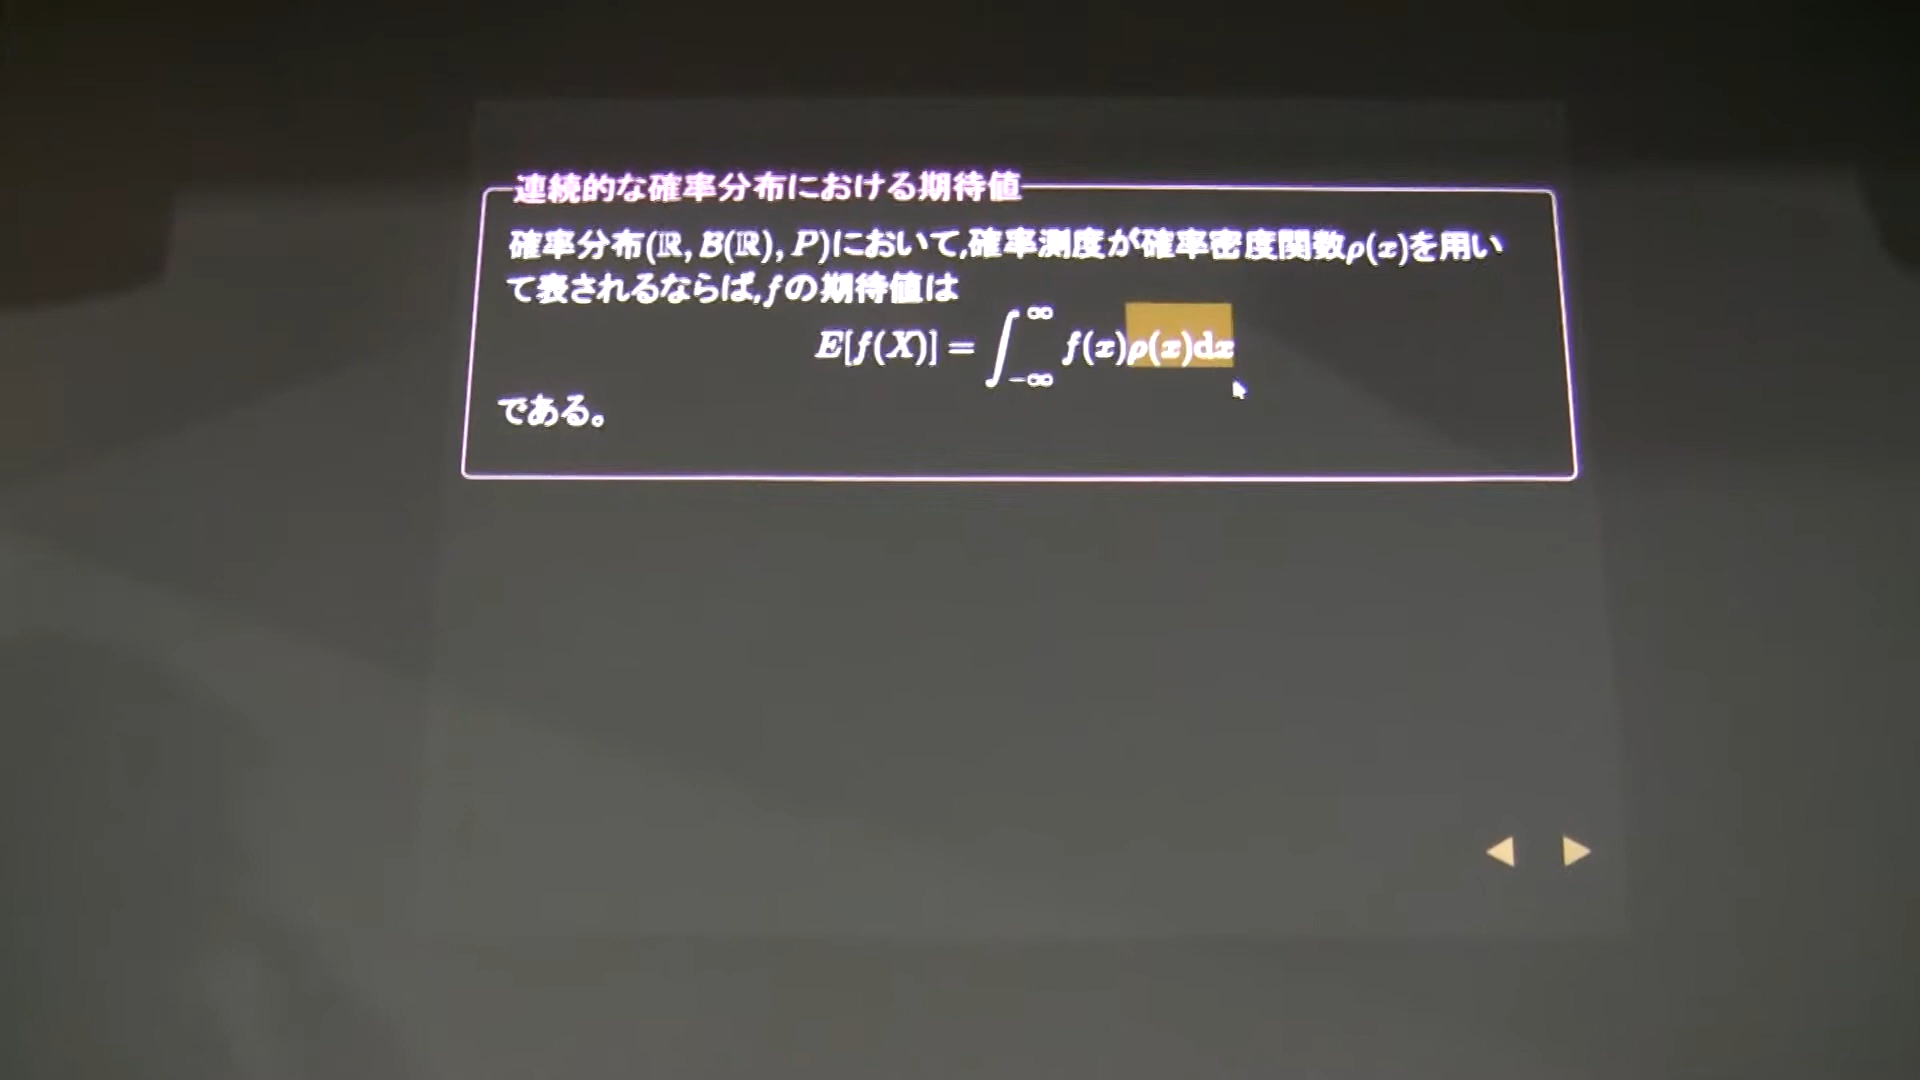 連続的な確率分布における期待値
確率分布(ℝ, B(ℝ), P)において,確率測度が確率密度関数ρ(x)を用い
て表されるならば,fの期待値は
E[f(X)] = ∫_{-∞}^{∞} f(x)ρ(x)dx
である。